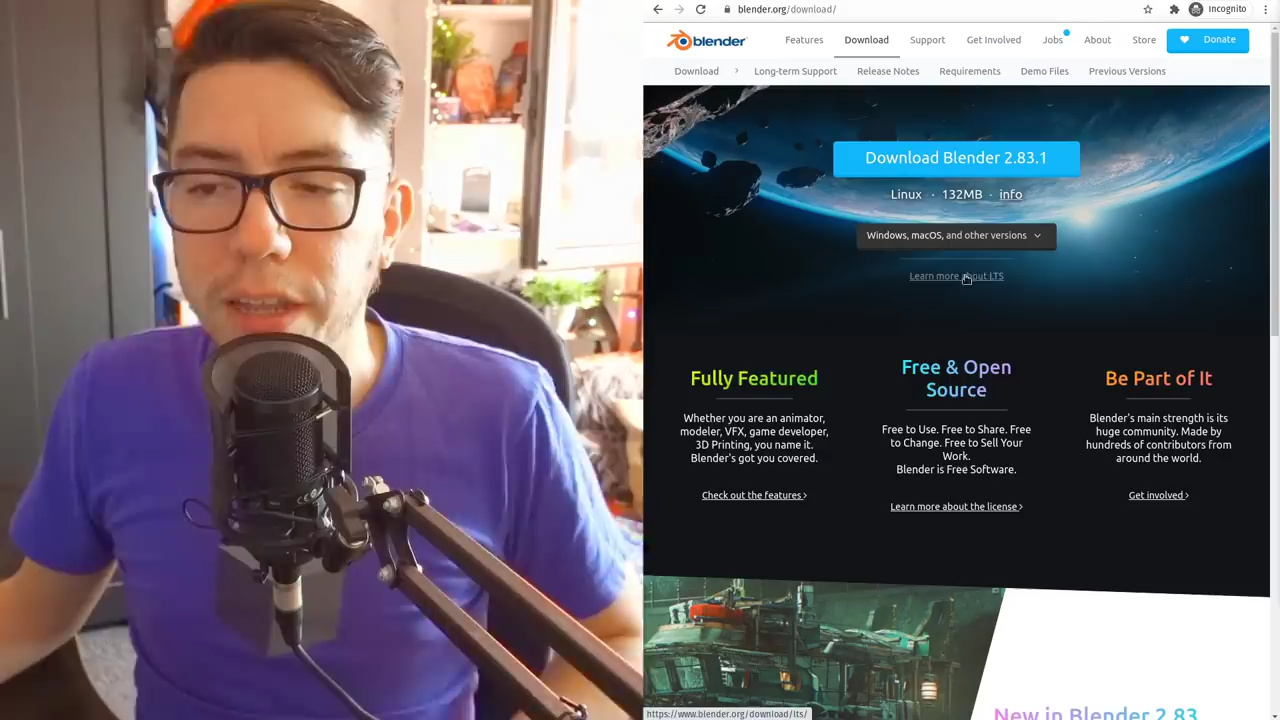 blender.org/download/
Incognito
blender
Features
Download
Support
Get Involved
Jobs
About
Store
Donate
Download
Long-term Support
Release Notes
Requirements
Demo Files
Previous Versions
Download Blender 2.83.1
Linux · 132MB · info
Windows, macOS, and other versions
Learn more about LTS
Fully Featured
Whether you are an animator,
modeler, VFX, game developer,
3D Printing, you name it.
Blender's got you covered.
Check out the features ›
Free & Open
Source
Free to Use. Free to Share. Free
to Change. Free to Sell Your
Work.
Blender is Free Software.
Learn more about the license ›
Be Part of It
Blender's main strength is its
huge community. Made by
hundreds of contributors from
around the world.
Get involved ›
New in Blender 2.83
https://www.blender.org/download/lts/